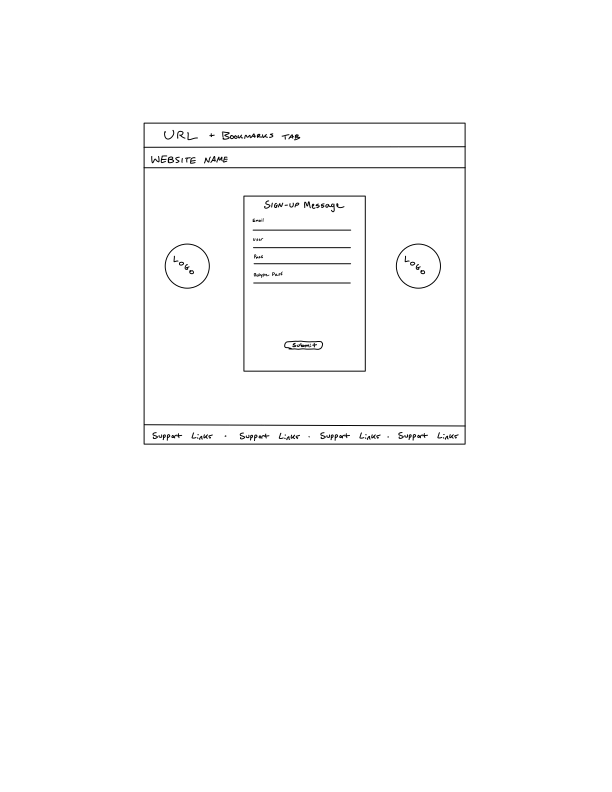 URL + BOOKMARKS TAB
WEBSITE NAME
SIGN-UP Message
Email
User
Pass
LOGO
LOGO
Retype Pass
Submit
Support Links · Support Links · Support Links · Support Links